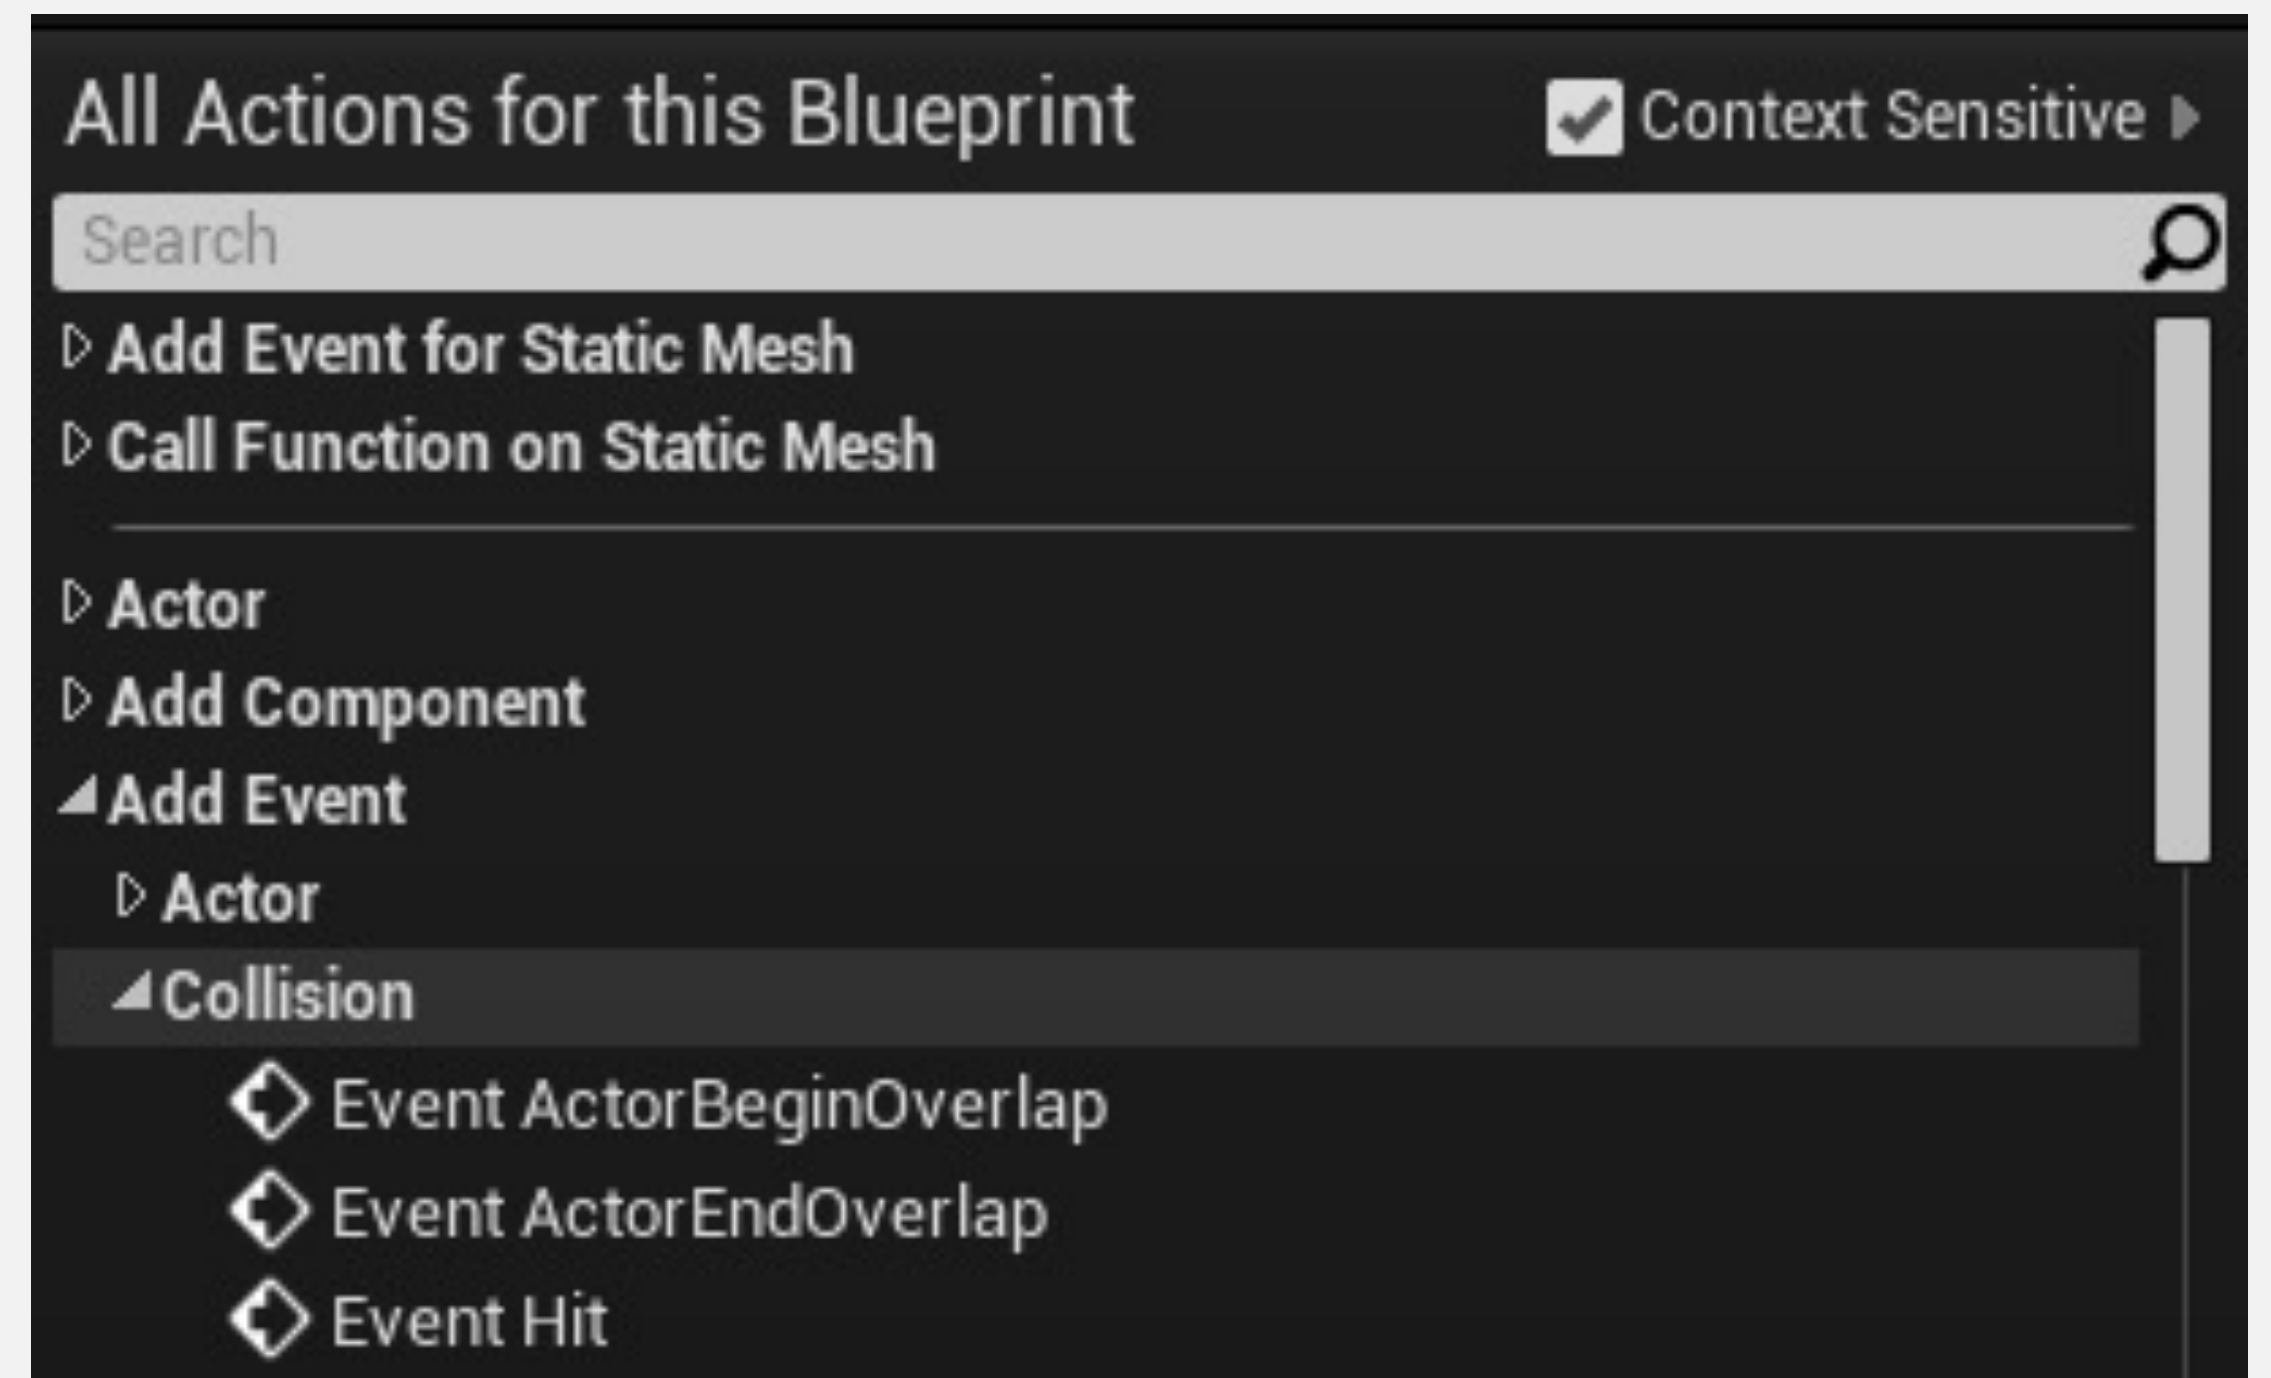 All Actions for this Blueprint Context Sensitive
Search
Add Event for Static Mesh
Call Function on Static Mesh
Actor
Add Component
Add Event
Actor
Collision
Event ActorBeginOverlap
Event ActorEndOverlap
Event Hit